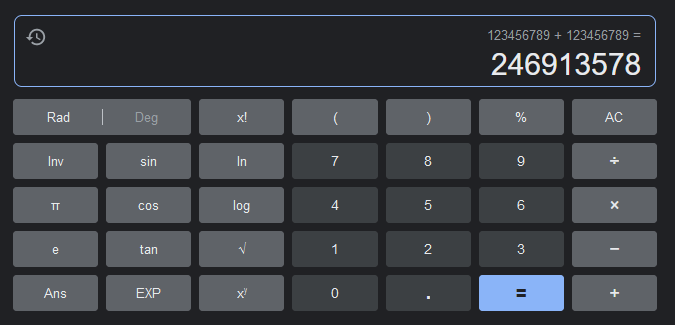 123456789 + 123456789 =
246913578
Rad | Deg x! ( ) % AC
Inv sin ln 7 8 9 ÷
π cos log 4 5 6 ×
e tan √ 1 2 3 −
Ans EXP xʸ 0 . = +